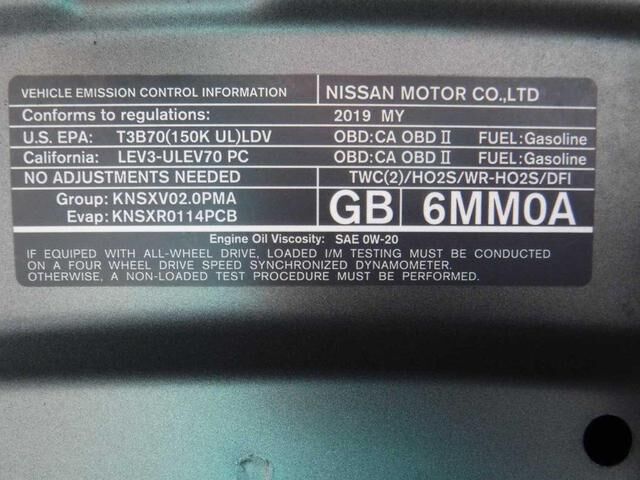 VEHICLE EMISSION CONTROL INFORMATION NISSAN MOTOR CO.,LTD
Conforms to regulations: 2019 MY
U.S. EPA: T3B70(150K UL)LDV OBD:CA OBD II FUEL:Gasoline
California: LEV3-ULEV70 PC OBD:CA OBD II FUEL:Gasoline
NO ADJUSTMENTS NEEDED TWC(2)/HO2S/WR-HO2S/DFI
Group: KNSXV02.0PMA GB 6MM0A
Evap: KNSXR0114PCB
Engine Oil Viscosity: SAE 0W-20
IF EQUIPED WITH ALL-WHEEL DRIVE, LOADED I/M TESTING MUST BE CONDUCTED
ON A FOUR WHEEL DRIVE SPEED SYNCHRONIZED DYNAMOMETER.
OTHERWISE, A NON-LOADED TEST PROCEDURE MUST BE PERFORMED.